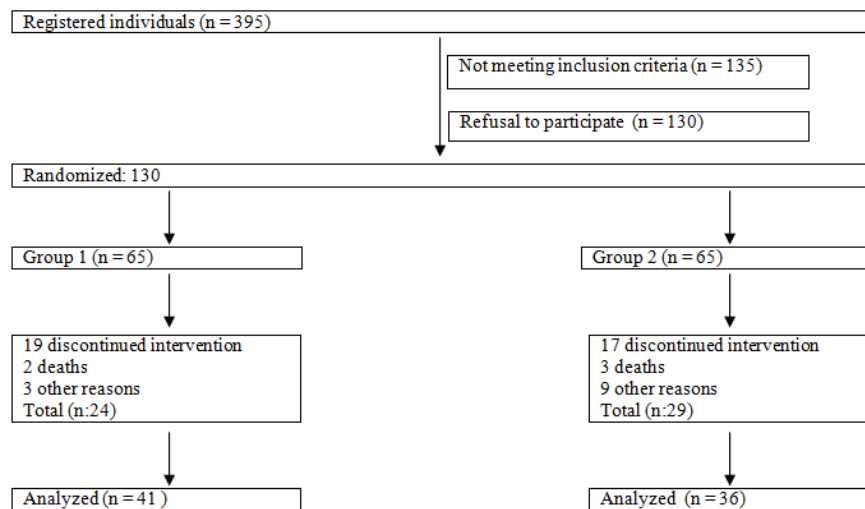 Registered individuals (n = 395)
Not meeting inclusion criteria (n = 135)
Refusal to participate (n = 130)
Randomized: 130
Group 1 (n = 65)
Group 2 (n = 65)
19 discontinued intervention
2 deaths
3 other reasons
Total (n:24)
17 discontinued intervention
3 deaths
9 other reasons
Total (n:29)
Analyzed (n = 41 )
Analyzed (n = 36)